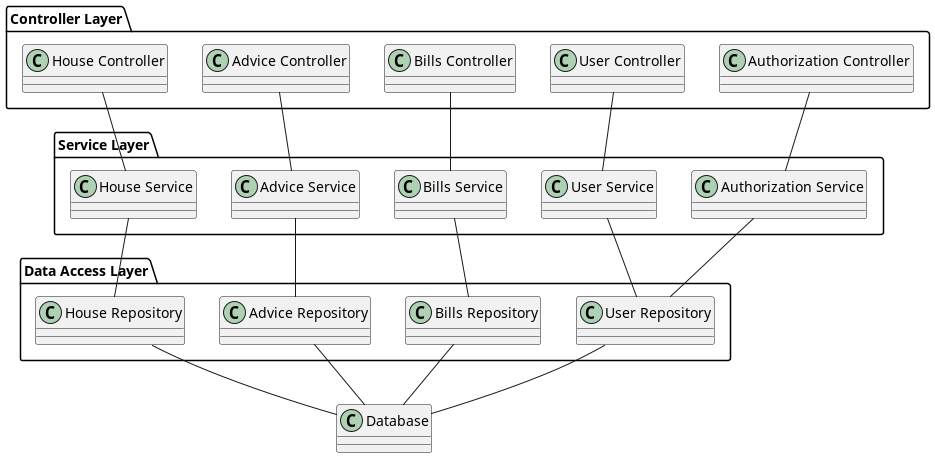 Controller Layer
C House Controller
C Advice Controller
C Bills Controller
C User Controller
C Authorization Controller
Service Layer
C House Service
C Advice Service
C Bills Service
C User Service
C Authorization Service
Data Access Layer
C House Repository
C Advice Repository
C Bills Repository
C User Repository
C Database